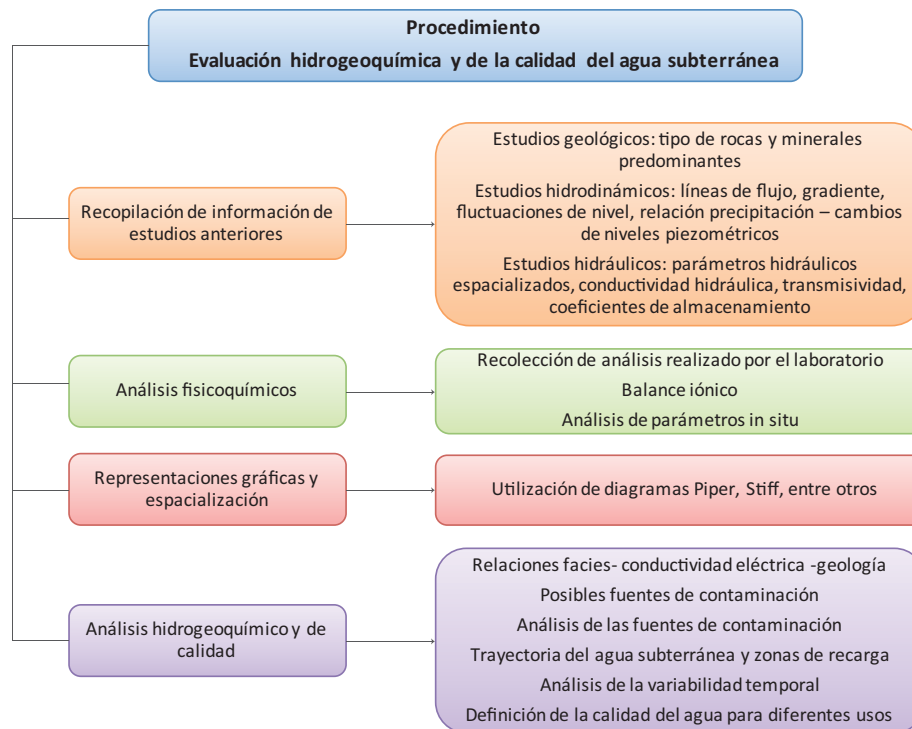 Procedimiento
Evaluación hidrogeoquímica y de la calidad del agua subterránea
Recopilación de información de
estudios anteriores
Estudios geológicos: tipo de rocas y minerales
predominantes
Estudios hidrodinámicos: líneas de flujo, gradiente,
fluctuaciones de nivel, relación precipitación – cambios
de niveles piezométricos
Estudios hidráulicos: parámetros hidráulicos
espacializados, conductividad hidráulica, transmisividad,
coeficientes de almacenamiento
Análisis fisicoquímicos
Recolección de análisis realizado por el laboratorio
Balance iónico
Análisis de parámetros in situ
Representaciones gráficas y
espacialización
Utilización de diagramas Piper, Stiff, entre otros
Análisis hidrogeoquímico y de
calidad
Relaciones facies- conductividad eléctrica -geología
Posibles fuentes de contaminación
Análisis de las fuentes de contaminación
Trayectoria del agua subterránea y zonas de recarga
Análisis de la variabilidad temporal
Definición de la calidad del agua para diferentes usos